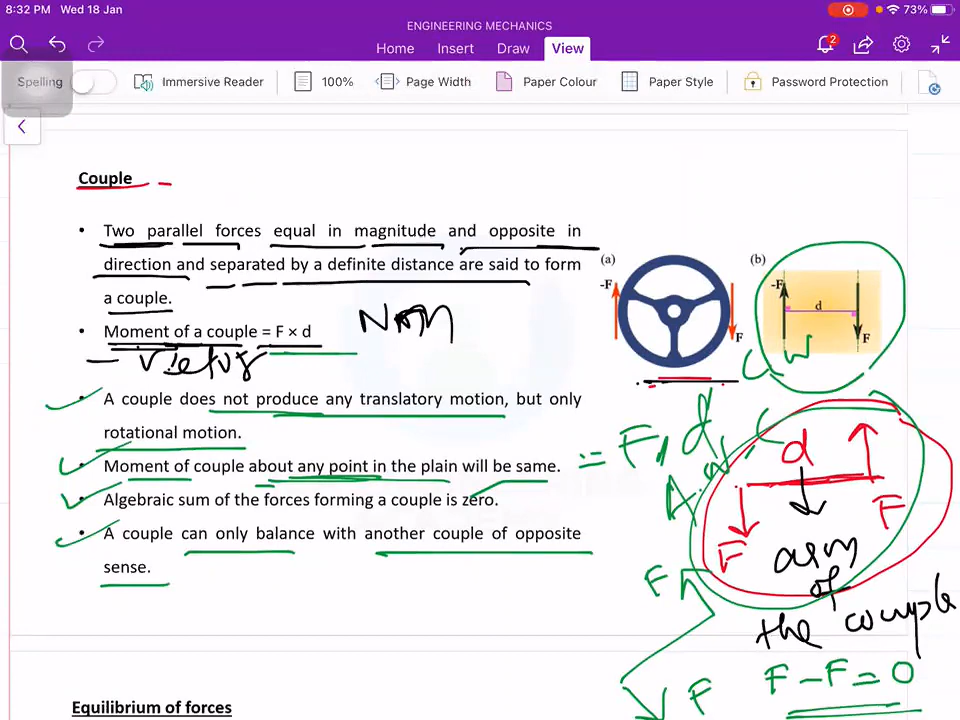 8:32 PM Wed 18 Jan
73%
ENGINEERING MECHANICS
Home Insert Draw View
2
Spelling
Immersive Reader
100%
Page Width
Paper Colour
Paper Style
Password Protection
Couple
• Two parallel forces equal in magnitude and opposite in
direction and separated by a definite distance are said to form
a couple.
• Moment of a couple = F × d
• A couple does not produce any translatory motion, but only
rotational motion.
• Moment of couple about any point in the plain will be same.
• Algebraic sum of the forces forming a couple is zero.
• A couple can only balance with another couple of opposite
sense.
(a)
-F
F
(b)
-F
d
F
CW
= F × d
A.C
d
F
F
arm
of
the couple
F
F
F - F = 0
Equilibrium of forces